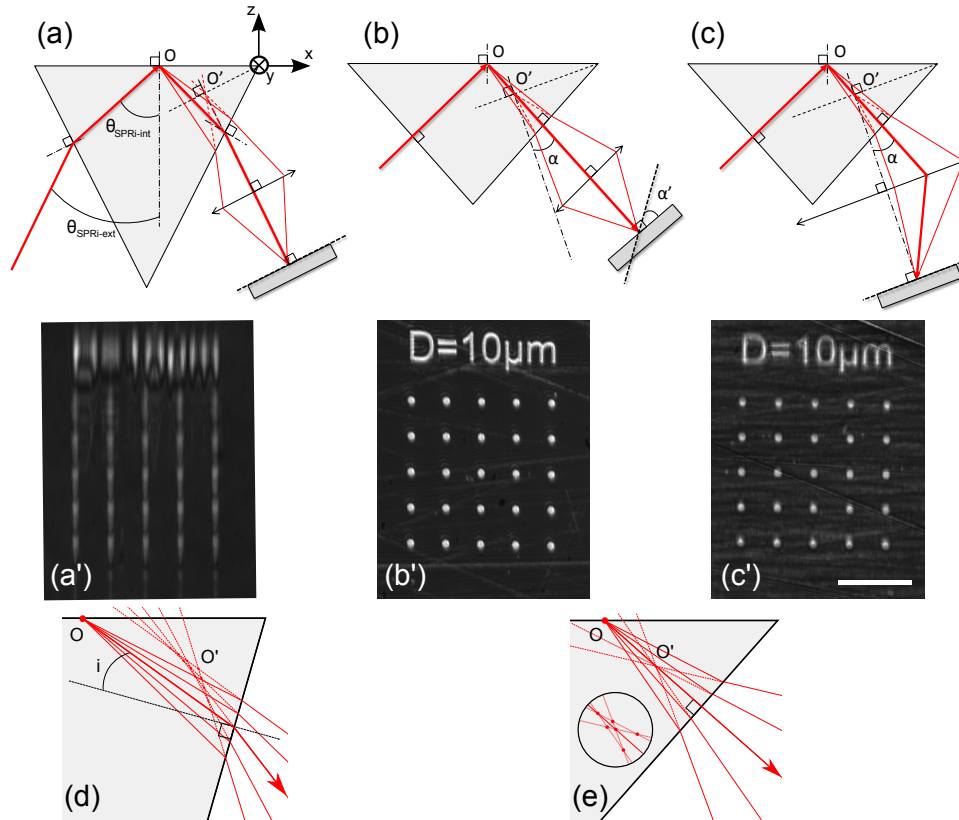 (a)
z
x
y
O
O'
θSPRi-int
θSPRi-ext
(b)
O
O'
α
α'
(c)
O
O'
α
(a')
D=10µm
(b')
D=10µm
(c')
O
O'
i
(d)
O
O'
(e)